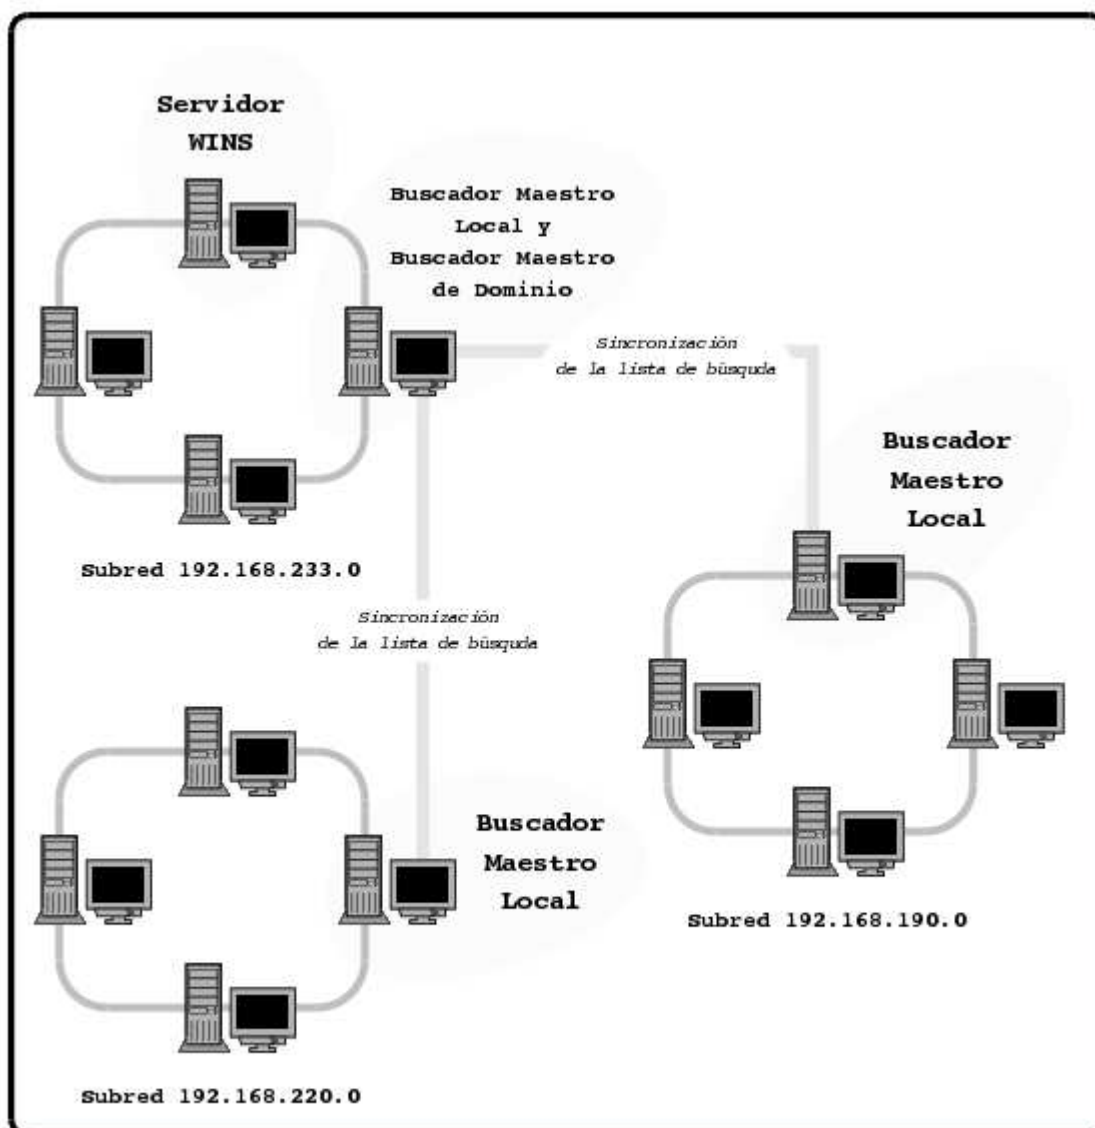 Servidor
WINS
Buscador Maestro
Local y
Buscador Maestro
de Dominio
Sincronización
de la lista de búsquda
Buscador
Maestro
Local
Subred 192.168.233.0
Sincronización
de la lista de búsquda
Buscador
Maestro
Local
Subred 192.168.190.0
Subred 192.168.220.0